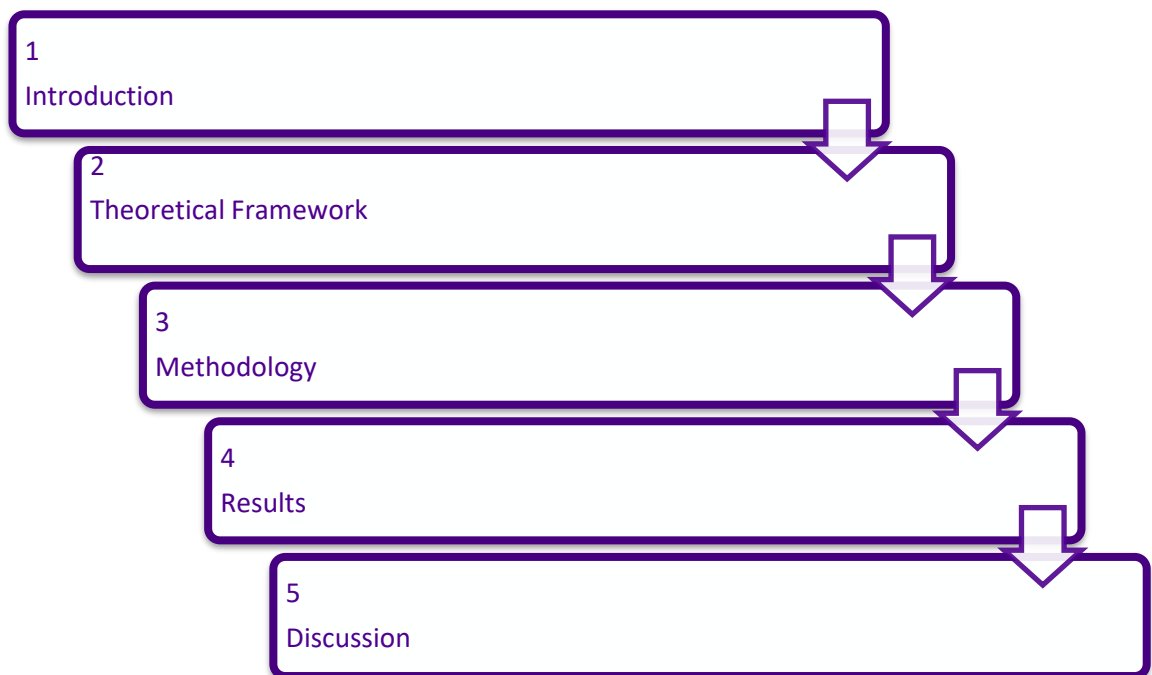 1
Introduction
2
Theoretical Framework
3
Methodology
4
Results
5
Discussion